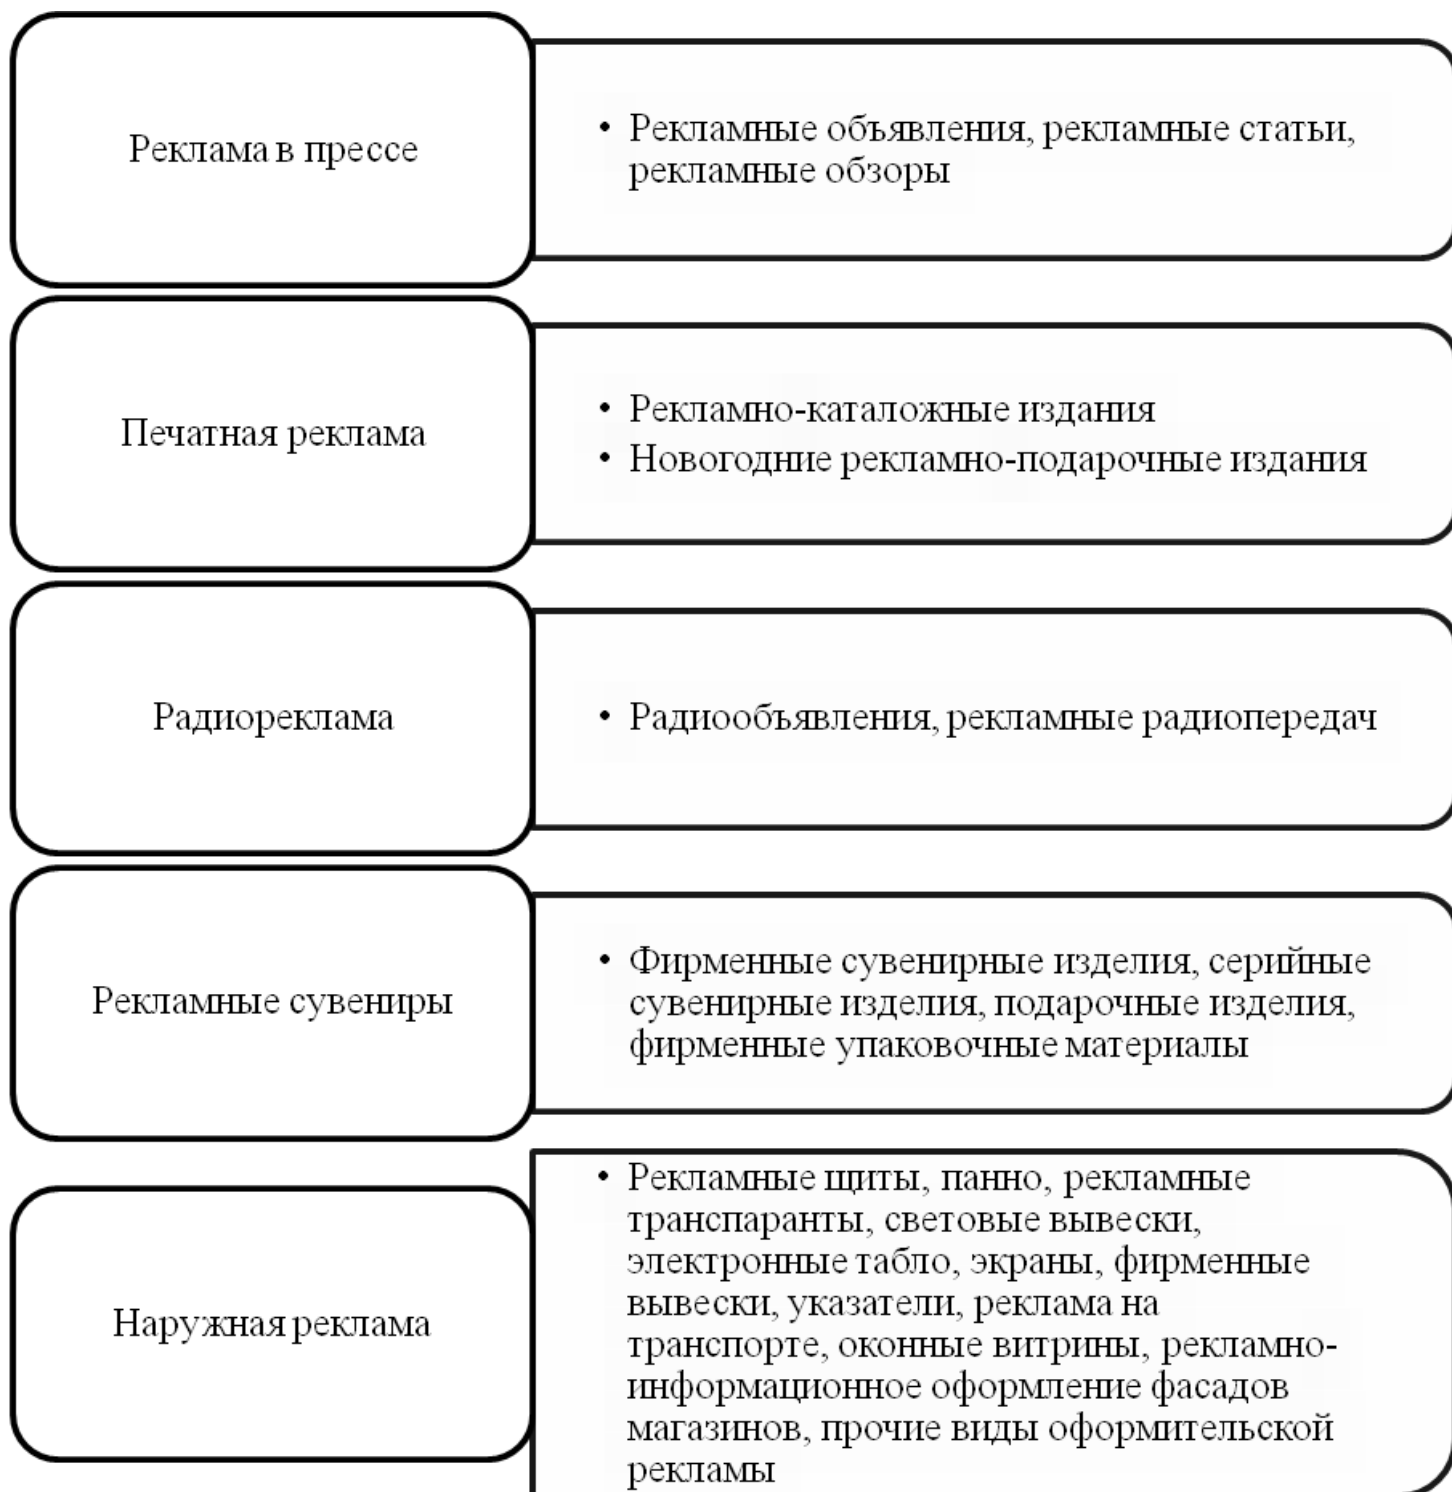 Реклама в прессе
• Рекламные объявления, рекламные статьи,
рекламные обзоры
Печатная реклама
• Рекламно-каталожные издания
• Новогодние рекламно-подарочные издания
Радиореклама
• Радиообъявления, рекламные радиопередач
Рекламные сувениры
• Фирменные сувенирные изделия, серийные
сувенирные изделия, подарочные изделия,
фирменные упаковочные материалы
Наружная реклама
• Рекламные щиты, панно, рекламные
транспаранты, световые вывески,
электронные табло, экраны, фирменные
вывески, указатели, реклама на
транспорте, оконные витрины, рекламно-
информационное оформление фасадов
магазинов, прочие виды оформительской
рекламы